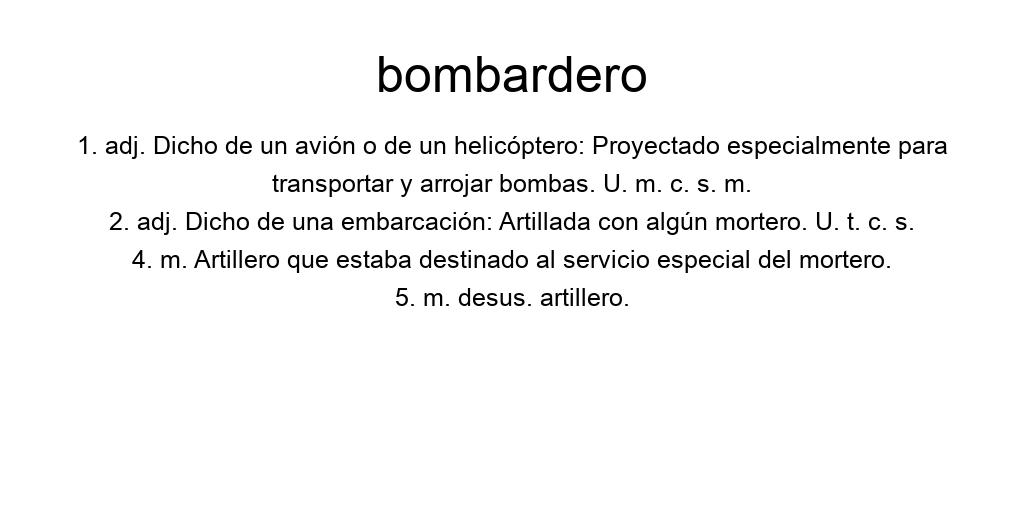 bombardero
1. adj. Dicho de un avión o de un helicóptero: Proyectado especialmente para
transportar y arrojar bombas. U. m. c. s. m.
2. adj. Dicho de una embarcación: Artillada con algún mortero. U. t. c. s.
4. m. Artillero que estaba destinado al servicio especial del mortero.
5. m. desus. artillero.